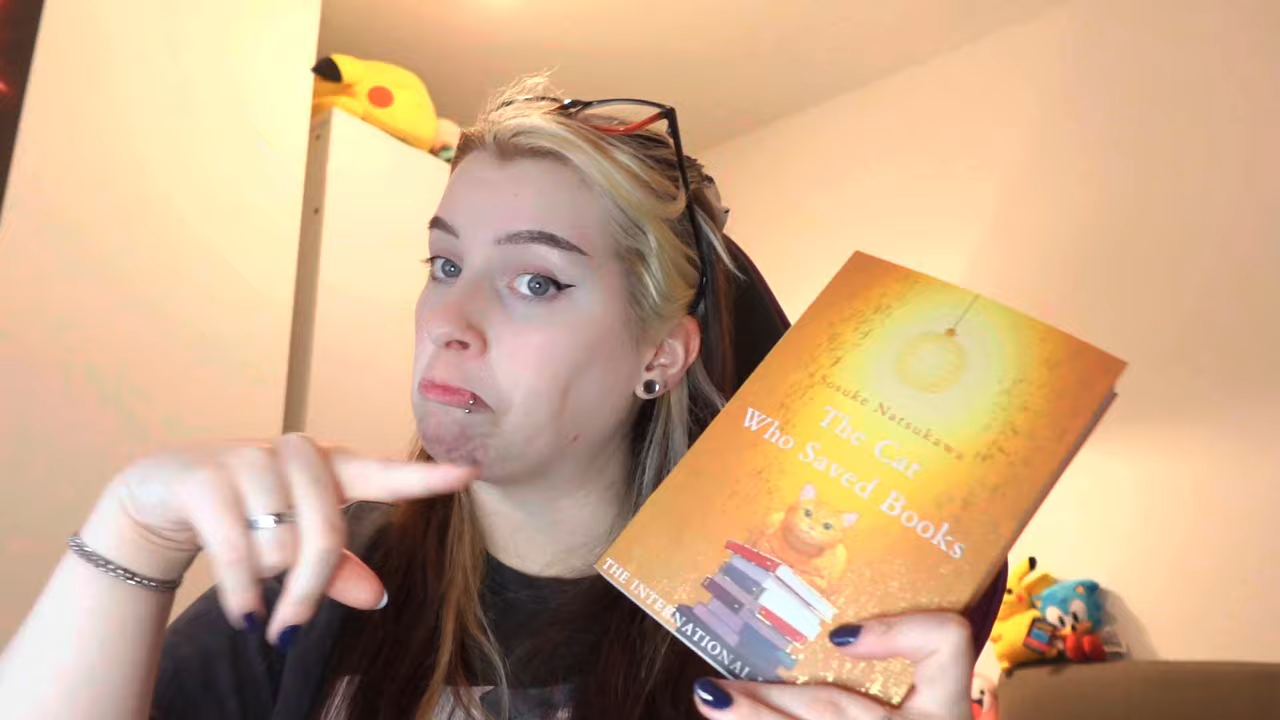 Sosuke Natsukawa
The Cat
Who Saved Books
THE INTERNATIONAL